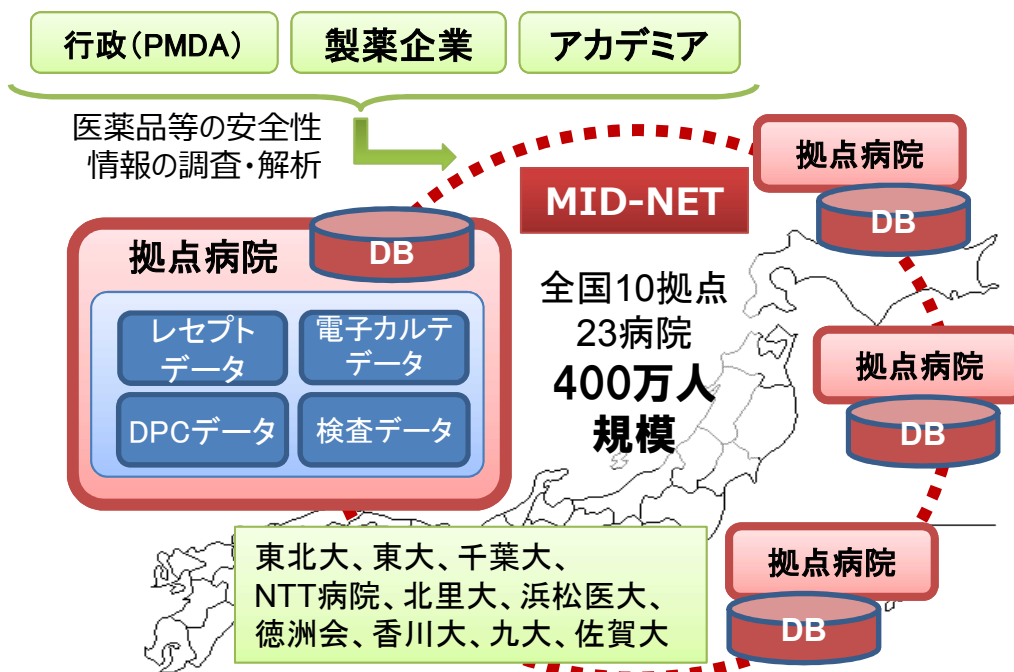 行政(PMDA)
製薬企業
アカデミア
医薬品等の安全性
情報の調査・解析
MID-NET
拠点病院
DB
拠点病院
DB
レセプト
データ
電子カルテ
データ
DPCデータ
検査データ
全国10拠点
23病院
400万人
規模
拠点病院
DB
拠点病院
DB
東北大、東大、千葉大、
NTT病院、北里大、浜松医大、
徳洲会、香川大、九大、佐賀大